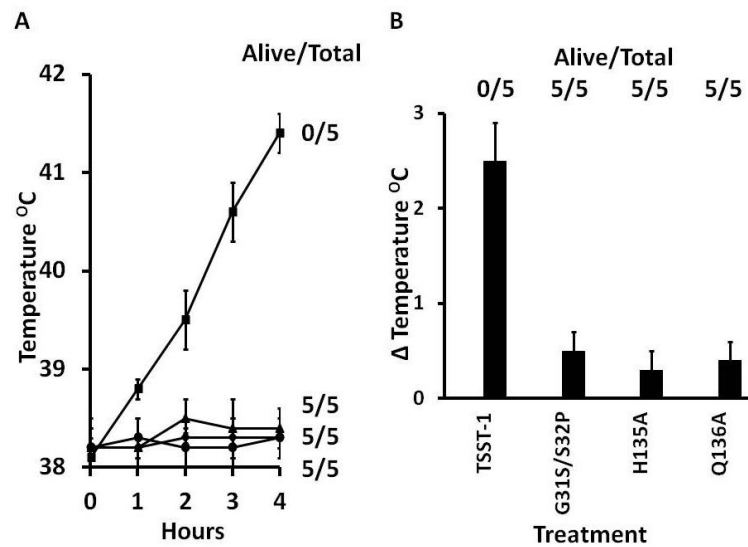 A
Alive/Total
42
41
40
39
38
Temperature ᴼC
0/5
5/5
5/5
5/5
0 1 2 3 4
Hours
B
Alive/Total
0/5 5/5 5/5 5/5
3
2
1
0
Δ Temperature ᴼC
TSST-1
G31S/S32P
H135A
Q136A
Treatment